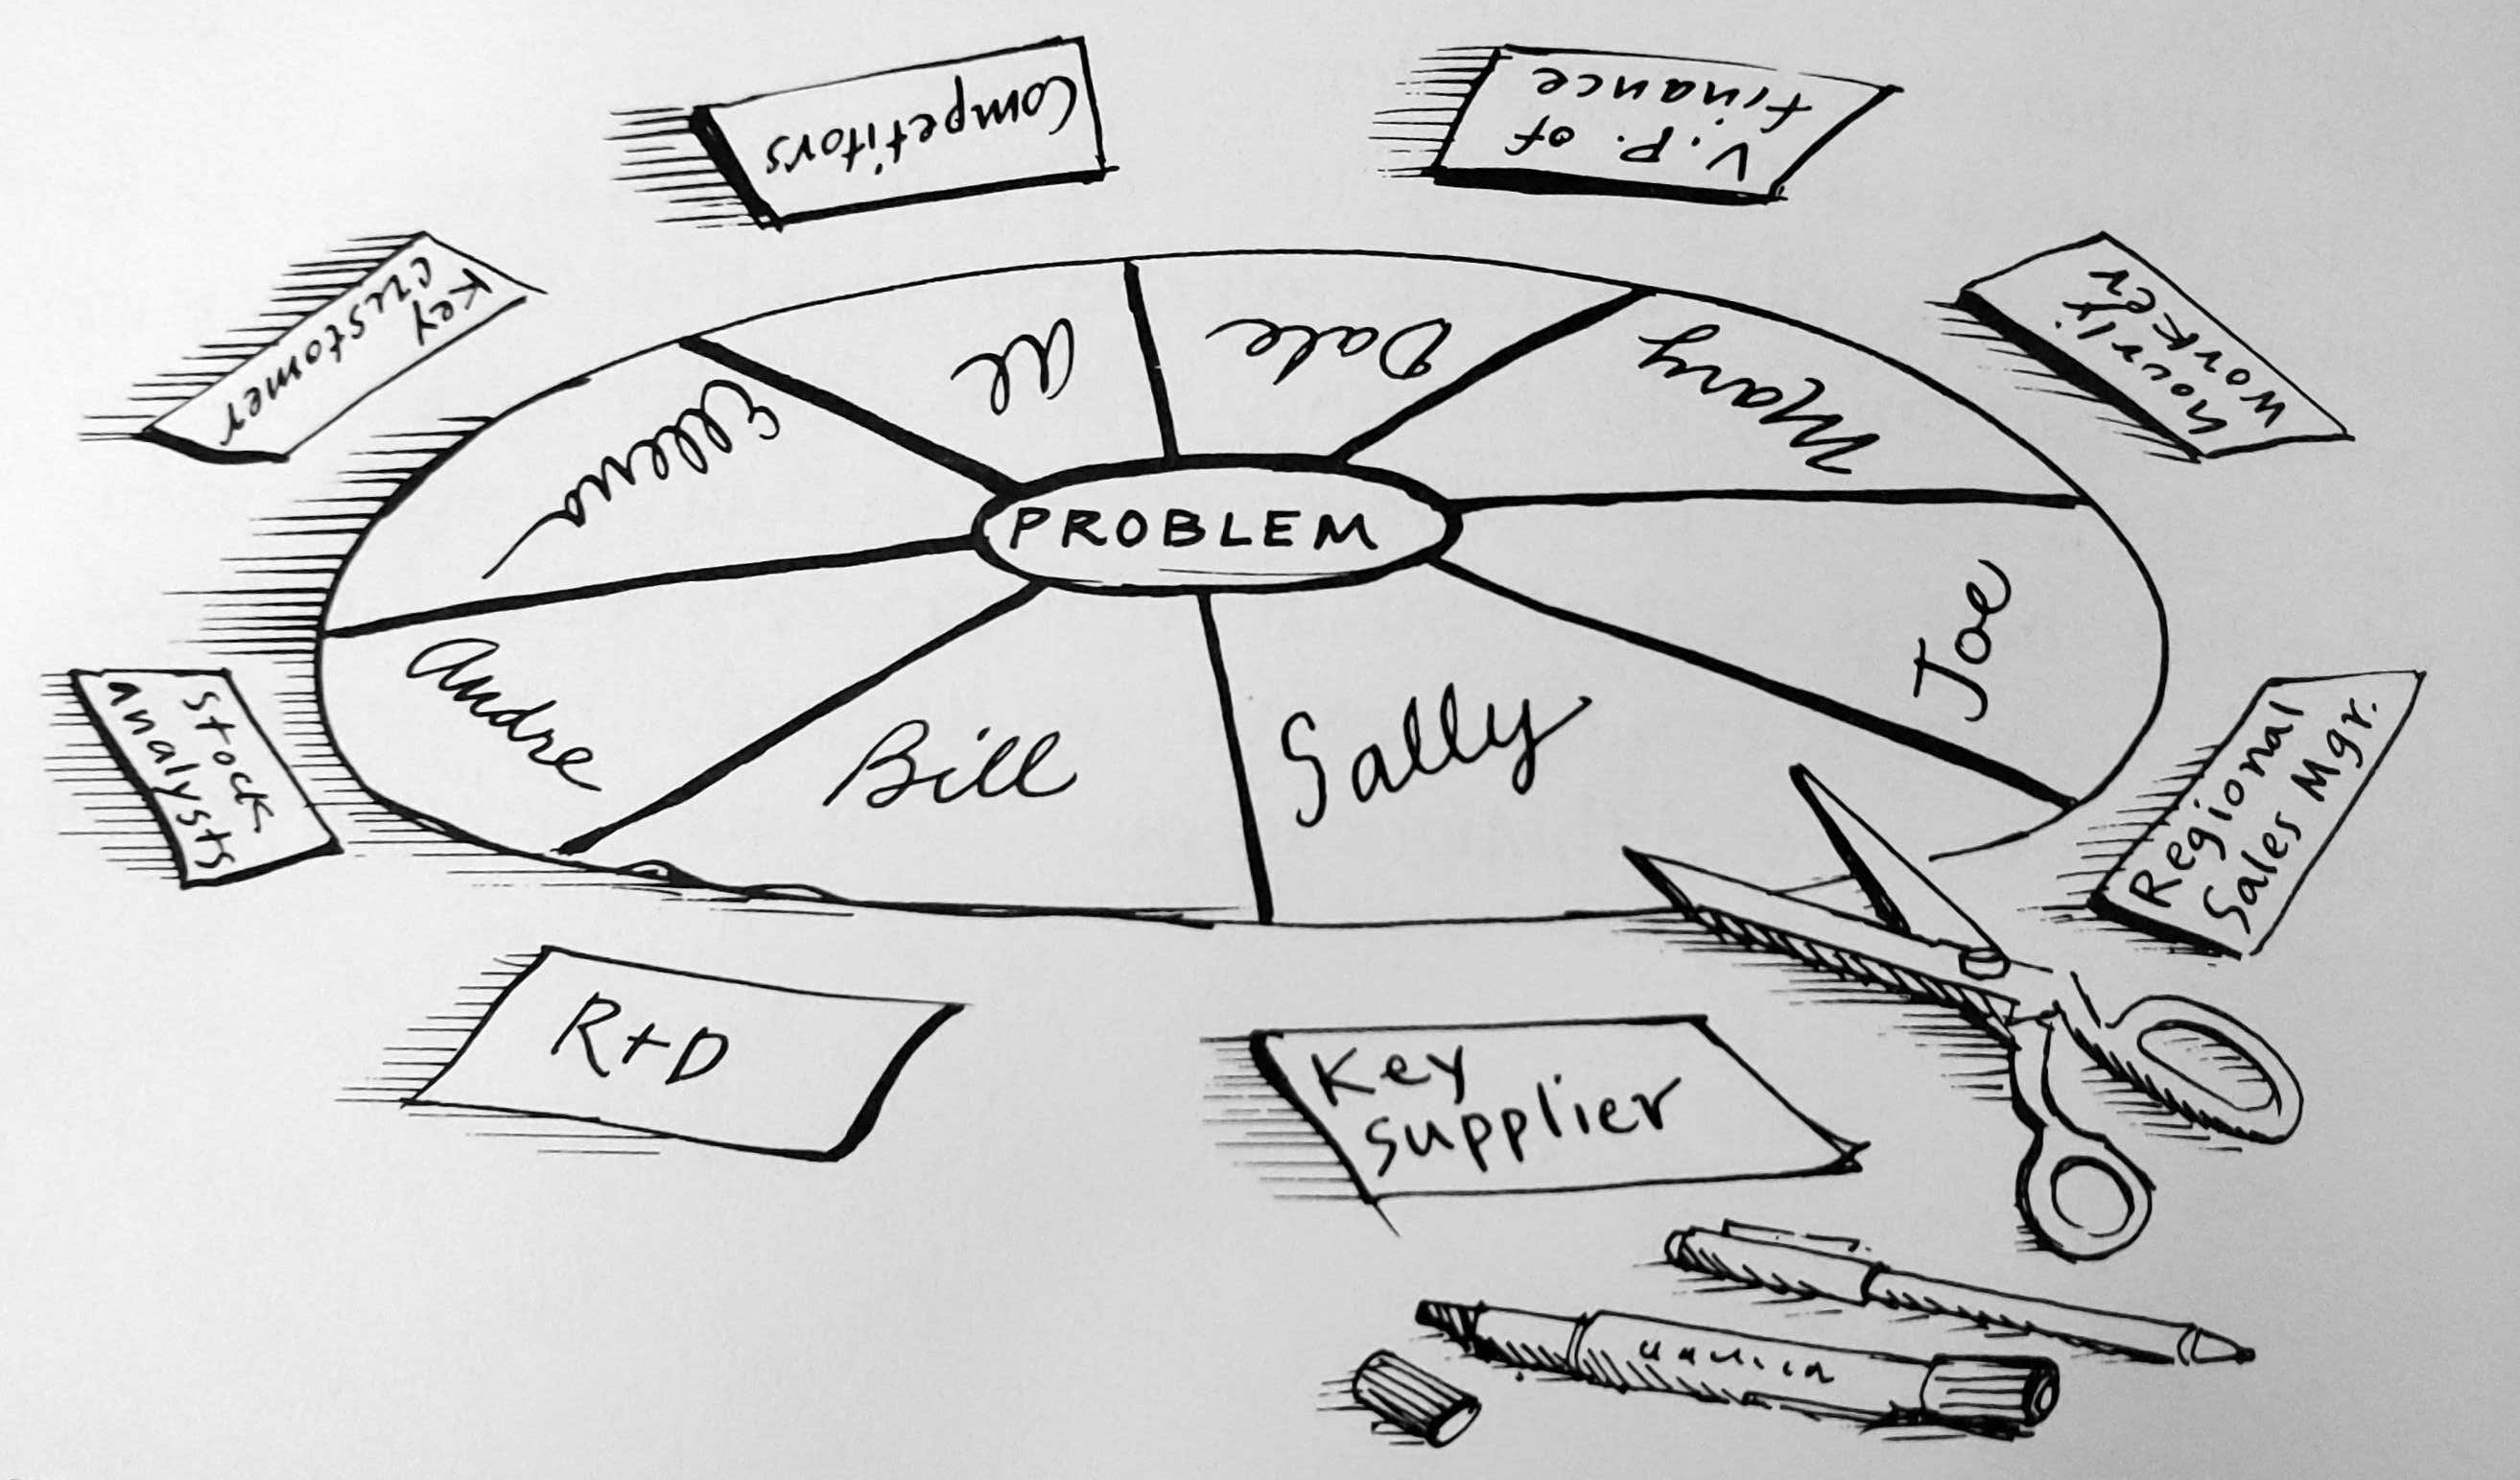 Competitors
V.P. of
finance
Key
customer
hourly
worker
Al
Dale
Mary
Elleno
PROBLEM
Joe
Andre
Bill
Sally
stock
analysts
Regional
Sales Mgr.
R+D
Key
supplier